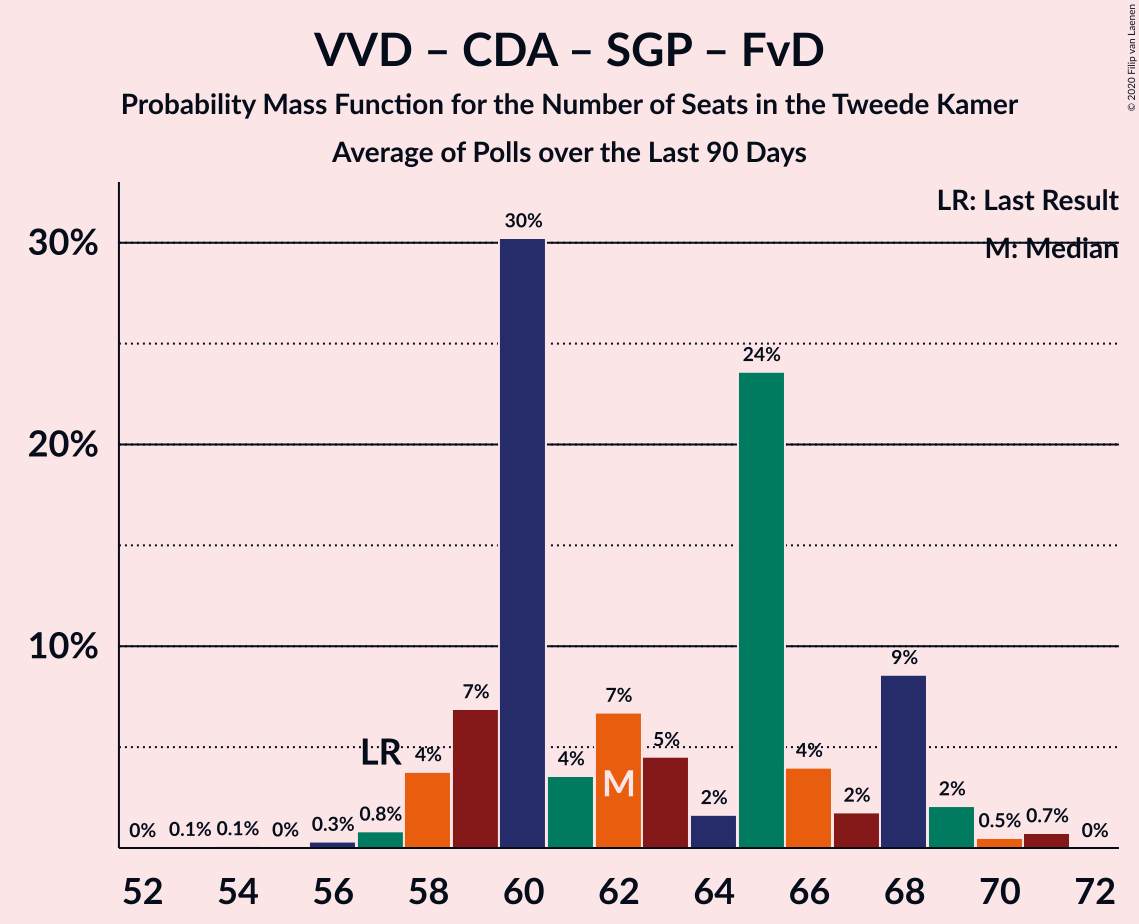 VVD – CDA – SGP – FvD
Probability Mass Function for the Number of Seats in the Tweede Kamer
Average of Polls over the Last 90 Days
© 2020 Filip van Laenen
LR: Last Result
M: Median
30%
20%
10%
0%
0.1%
0.1%
0%
0.3%
0.8%
LR
4%
7%
30%
4%
7%
M
5%
2%
24%
4%
2%
9%
2%
0.5%
0.7%
0%
52 54 56 58 60 62 64 66 68 70 72